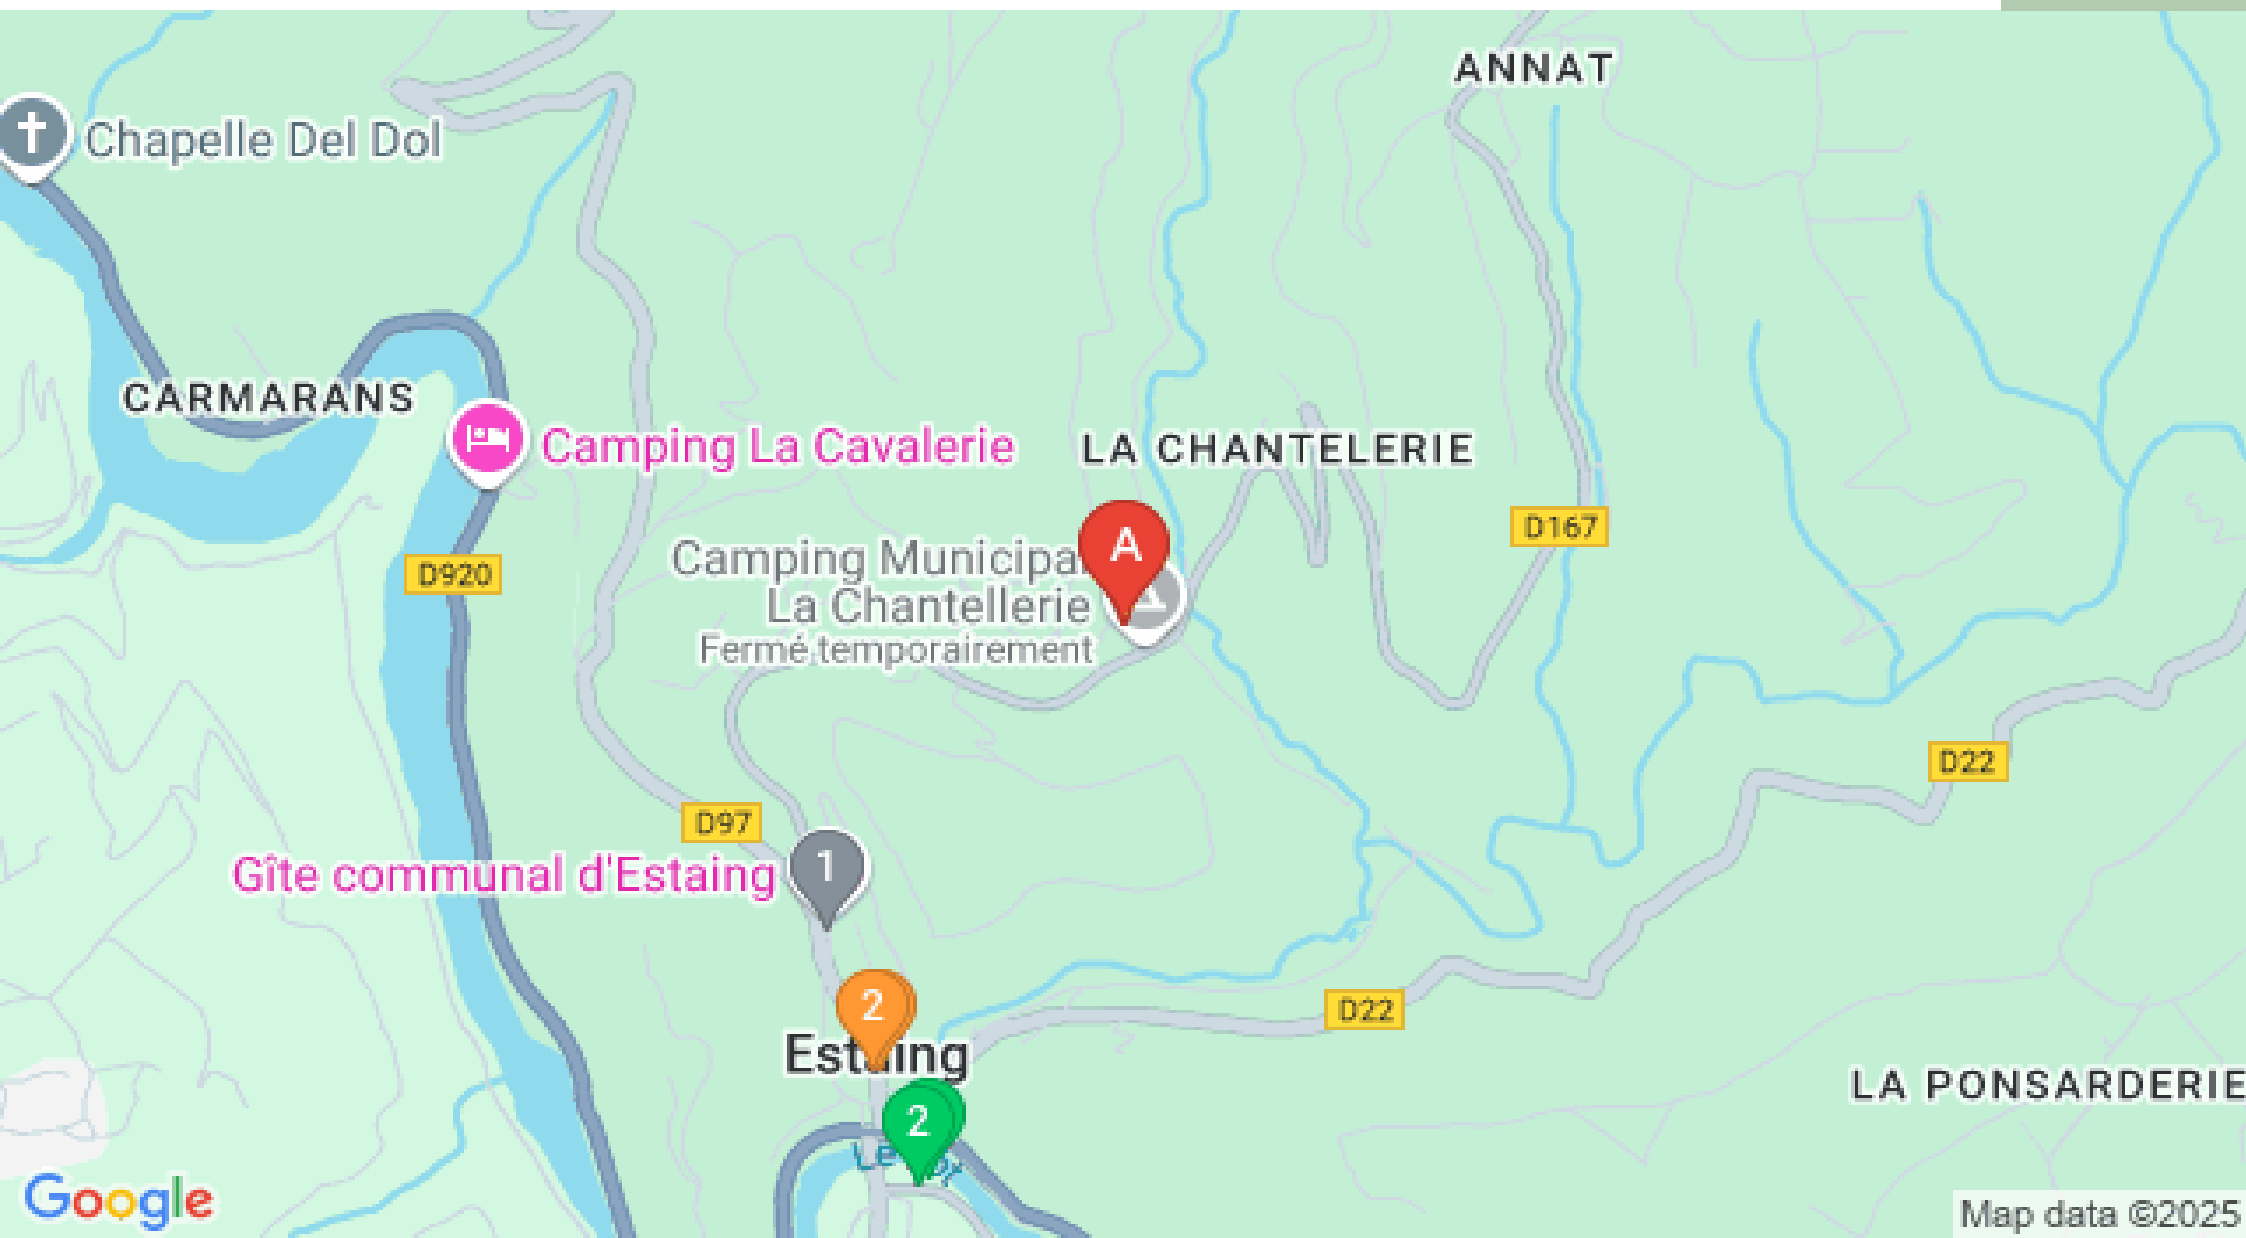 ANNAT
Chapelle Del Dol
CARMARANS
Camping La Cavalerie
LA CHANTELERIE
A
D167
Camping Municipa
La Chantellerie
Fermé temporairement
D920
D22
D97
Gîte communal d'Estaing
1
2
D22
Estaing
LA PONSARDERIE
2
Google
Map data ©2025